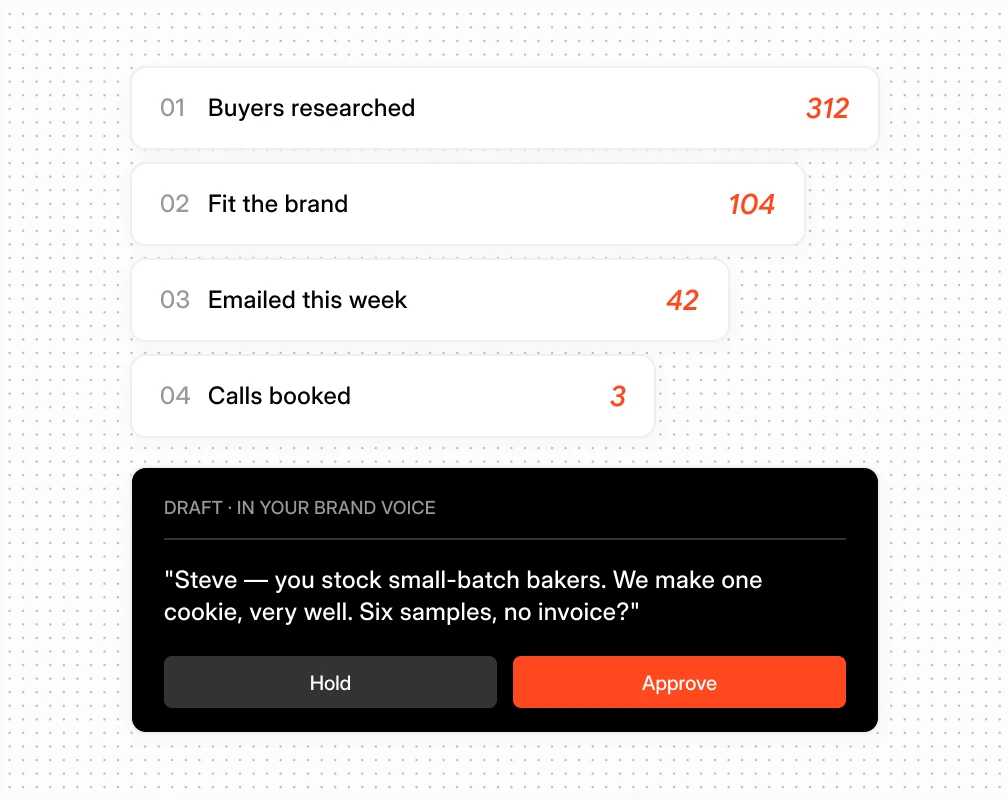 01 Buyers researched 312
02 Fit the brand 104
03 Emailed this week 42
04 Calls booked 3
DRAFT · IN YOUR BRAND VOICE
"Steve — you stock small-batch bakers. We make one
cookie, very well. Six samples, no invoice?"
Hold Approve